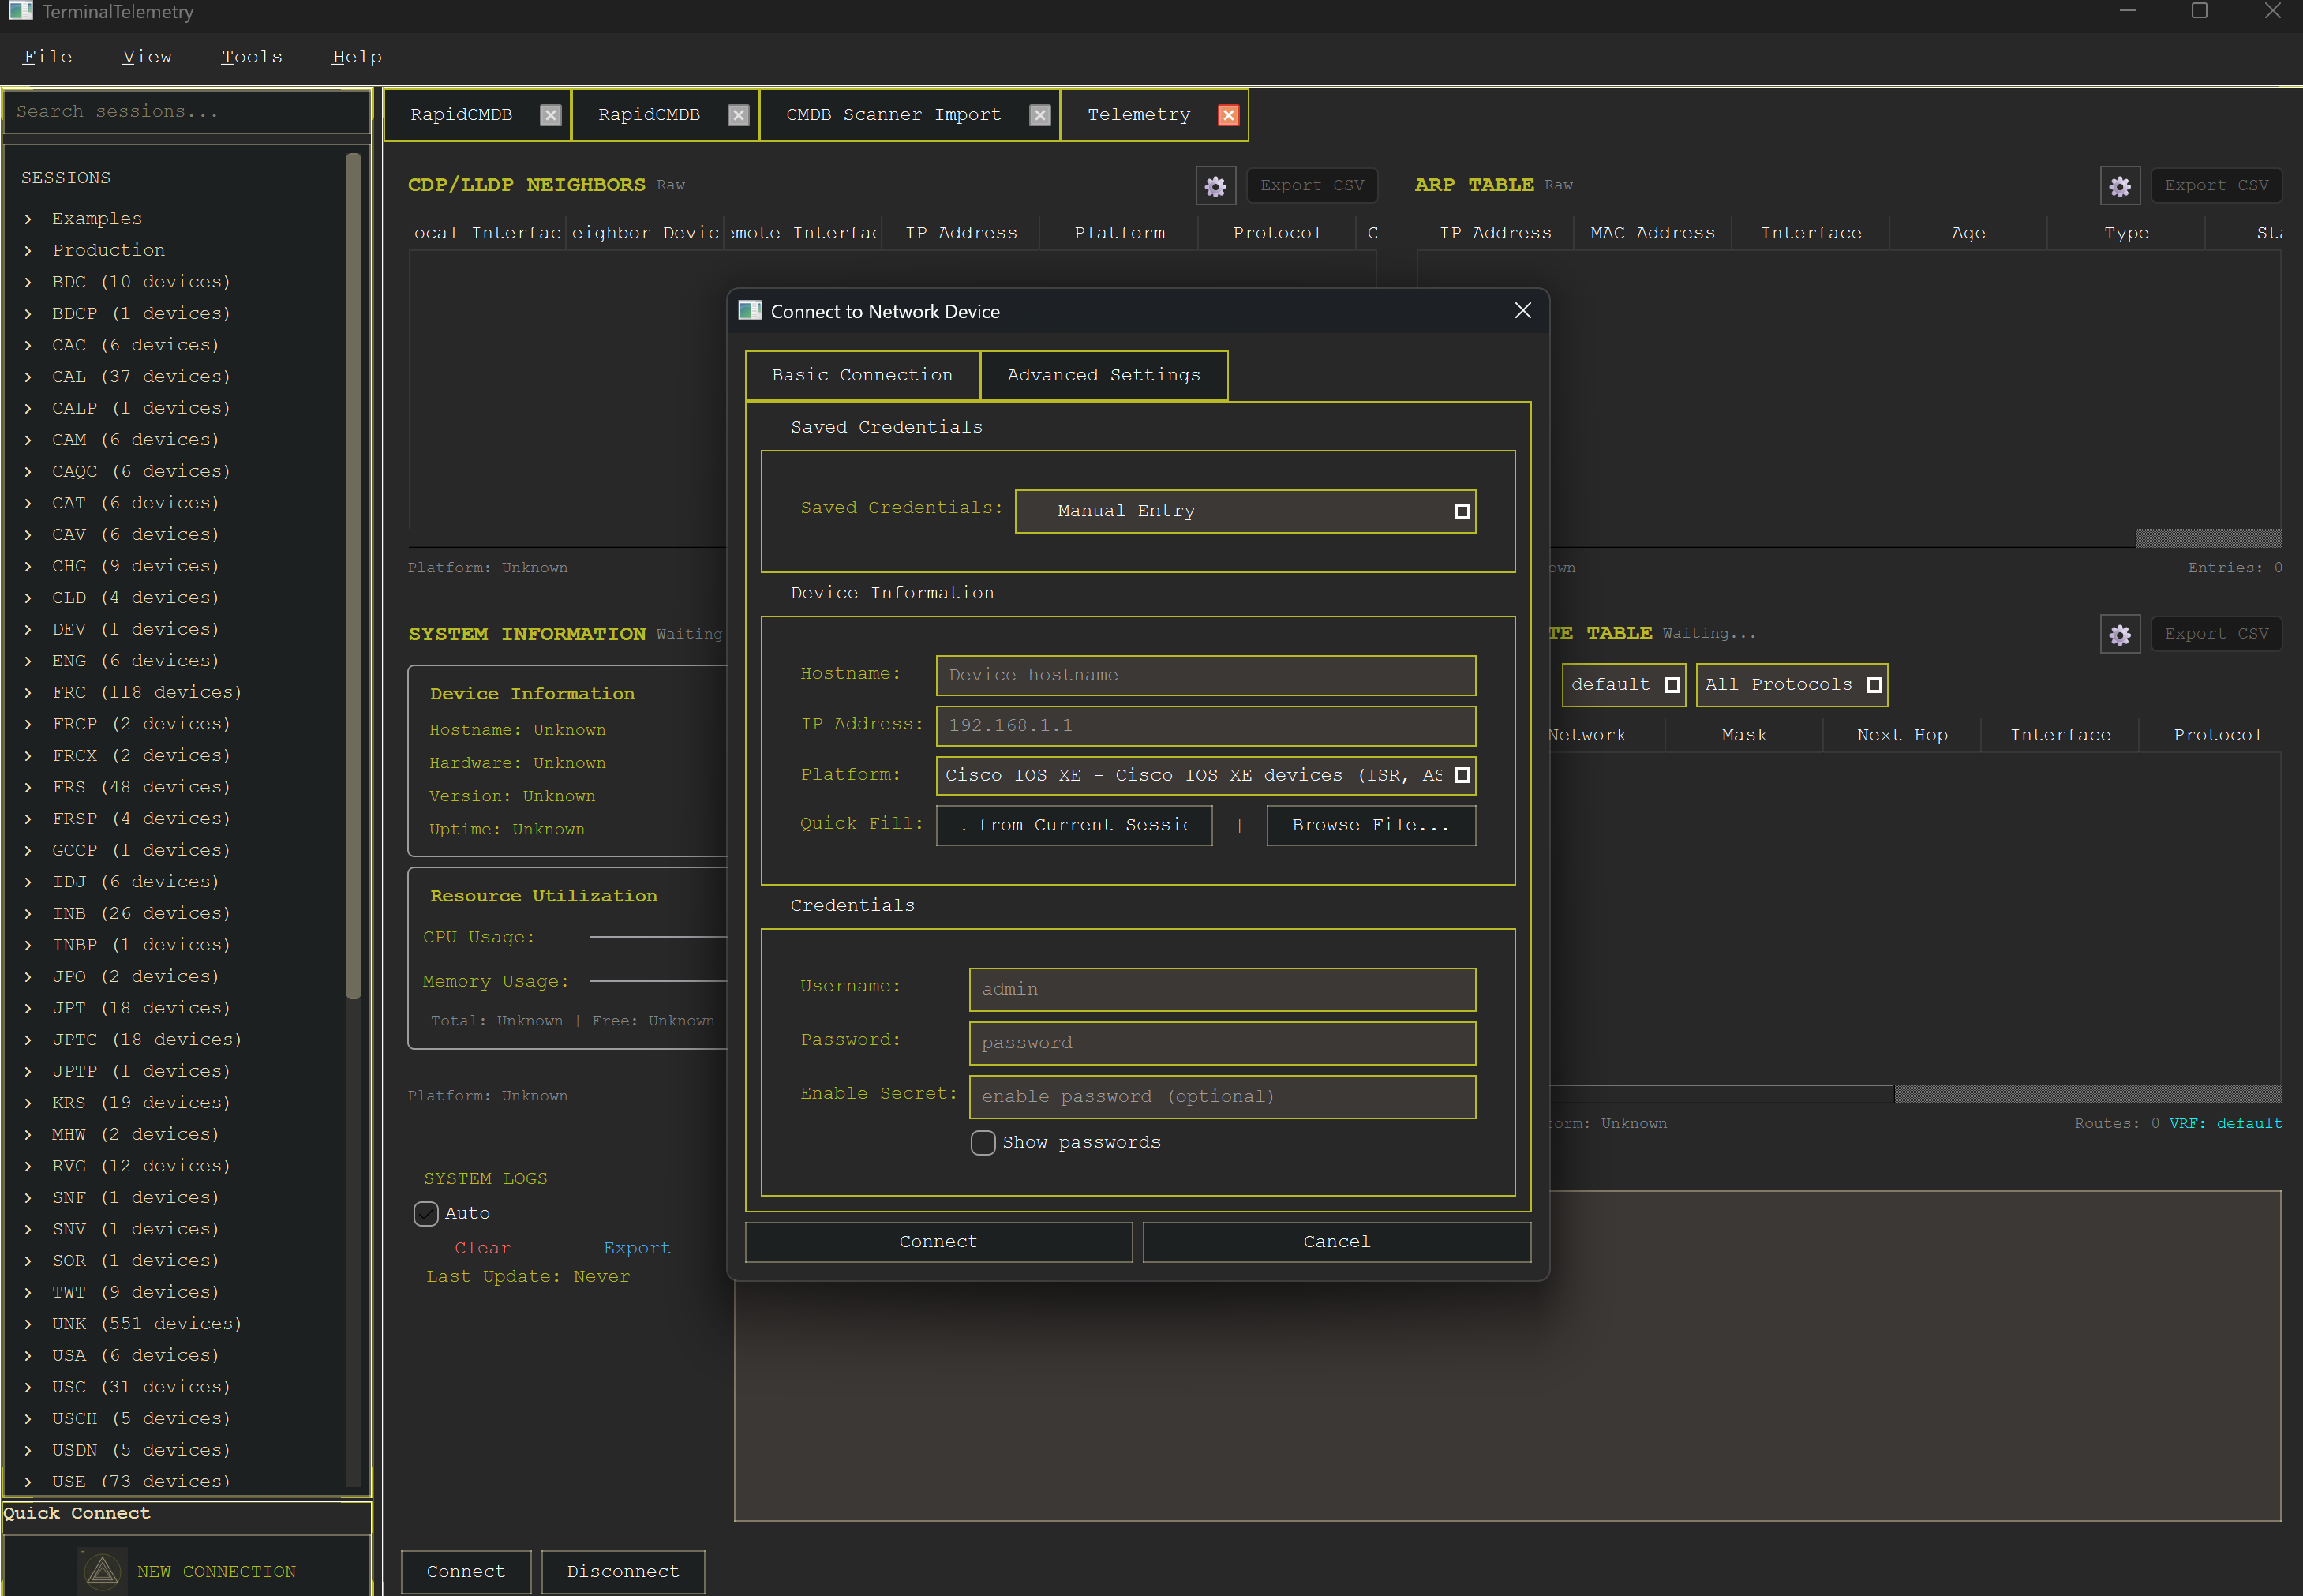 TerminalTelemetry
File View Tools Help
Search sessions...
SESSIONS
Examples
Production
BDC (10 devices)
BDCP (1 devices)
CAC (6 devices)
CAL (37 devices)
CALP (1 devices)
CAM (6 devices)
CAQC (6 devices)
CAT (6 devices)
CAV (6 devices)
CHG (9 devices)
CLD (4 devices)
DEV (1 devices)
ENG (6 devices)
FRC (118 devices)
FRCP (2 devices)
FRCX (2 devices)
FRS (48 devices)
FRSP (4 devices)
GCCP (1 devices)
IDJ (6 devices)
INB (26 devices)
INBP (1 devices)
JPO (2 devices)
JPT (18 devices)
JPTC (18 devices)
JPTP (1 devices)
KRS (19 devices)
MHW (2 devices)
RVG (12 devices)
SNF (1 devices)
SNV (1 devices)
SOR (1 devices)
TWT (9 devices)
UNK (551 devices)
USA (6 devices)
USC (31 devices)
USCH (5 devices)
USDN (5 devices)
USE (73 devices)
Quick Connect
NEW CONNECTION
RapidCMDB RapidCMDB CMDB Scanner Import Telemetry
CDP/LLDP NEIGHBORS Raw Export CSV
ocal Interfac eighbor Devic emote Interfac IP Address Platform Protocol C
Platform: Unknown
ARP TABLE Raw Export CSV
IP Address MAC Address Interface Age Type St
own Entries: 0
SYSTEM INFORMATION Waiting
Device Information
Hostname: Unknown
Hardware: Unknown
Version: Unknown
Uptime: Unknown
Resource Utilization
CPU Usage:
Memory Usage:
Total: Unknown | Free: Unknown
Platform: Unknown
TE TABLE Waiting... Export CSV
default All Protocols
Network Mask Next Hop Interface Protocol
form: Unknown Routes: 0 VRF: default
SYSTEM LOGS
Auto
Clear Export
Last Update: Never
Connect Disconnect
Connect to Network Device
Basic Connection Advanced Settings
Saved Credentials
Saved Credentials: -- Manual Entry --
Device Information
Hostname: Device hostname
IP Address: 192.168.1.1
Platform: Cisco IOS XE - Cisco IOS XE devices (ISR, AS
Quick Fill: from Current Sessic | Browse File...
Credentials
Username: admin
Password: password
Enable Secret: enable password (optional)
Show passwords
Connect Cancel